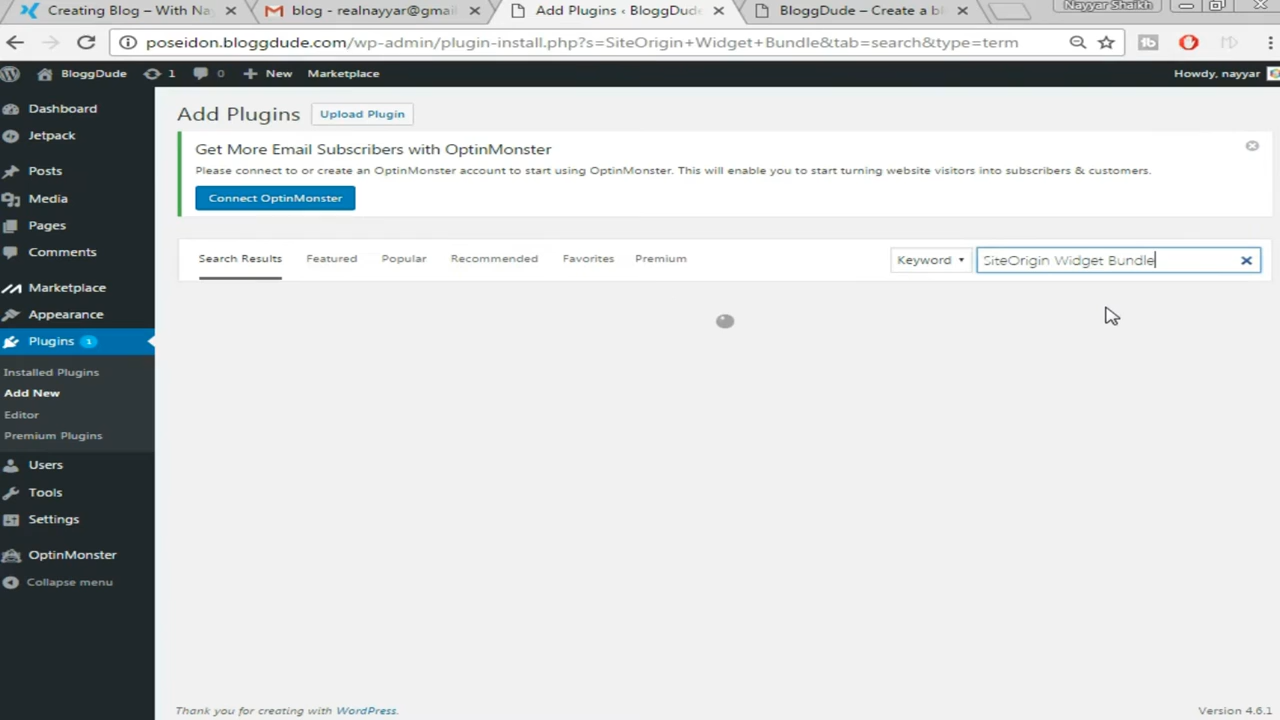 Creating Blog – With Na
blog - realnayyar@gmai
Add Plugins ‹ BloggDude
BloggDude – Create a bl
Nayyar Shaikh
poseidon.bloggdude.com/wp-admin/plugin-install.php?s=SiteOrigin+Widget+Bundle&tab=search&type=term
BloggDude
1
0
New
Marketplace
Howdy, nayyar
Dashboard
Jetpack
Posts
Media
Pages
Comments
Marketplace
Appearance
Plugins 1
Installed Plugins
Add New
Editor
Premium Plugins
Users
Tools
Settings
OptinMonster
Collapse menu
Add Plugins
Upload Plugin
Get More Email Subscribers with OptinMonster
Please connect to or create an OptinMonster account to start using OptinMonster. This will enable you to start turning website visitors into subscribers & customers.
Connect OptinMonster
Search Results
Featured
Popular
Recommended
Favorites
Premium
Keyword
SiteOrigin Widget Bundle
Thank you for creating with WordPress.
Version 4.6.1